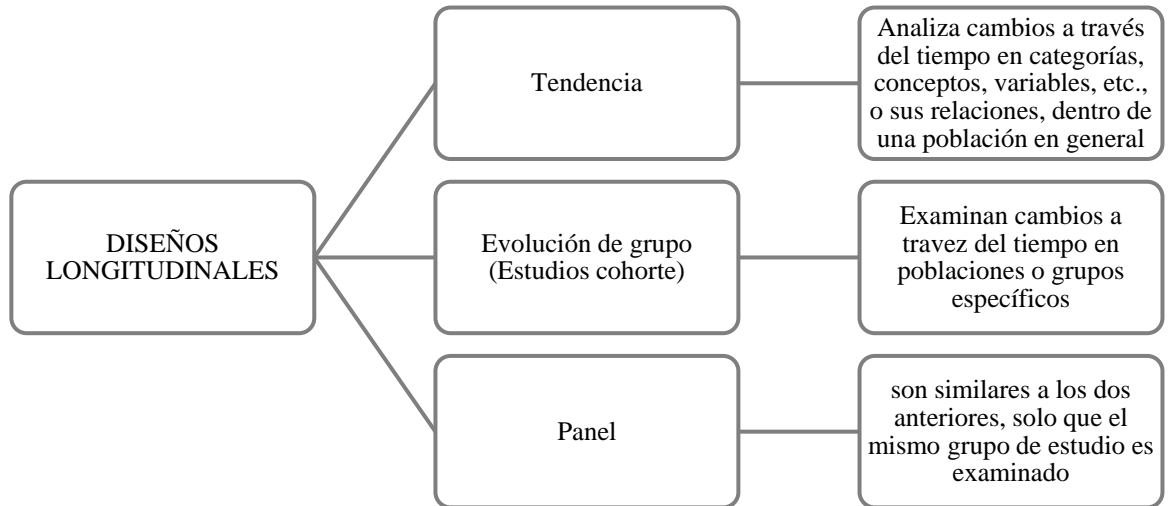 DISEÑOS
LONGITUDINALES
Tendencia
Analiza cambios a través
del tiempo en categorías,
conceptos, variables, etc.,
o sus relaciones, dentro de
una población en general
Evolución de grupo
(Estudios cohorte)
Examinan cambios a
travez del tiempo en
poblaciones o grupos
específicos
Panel
son similares a los dos
anteriores, solo que el
mismo grupo de estudio es
examinado